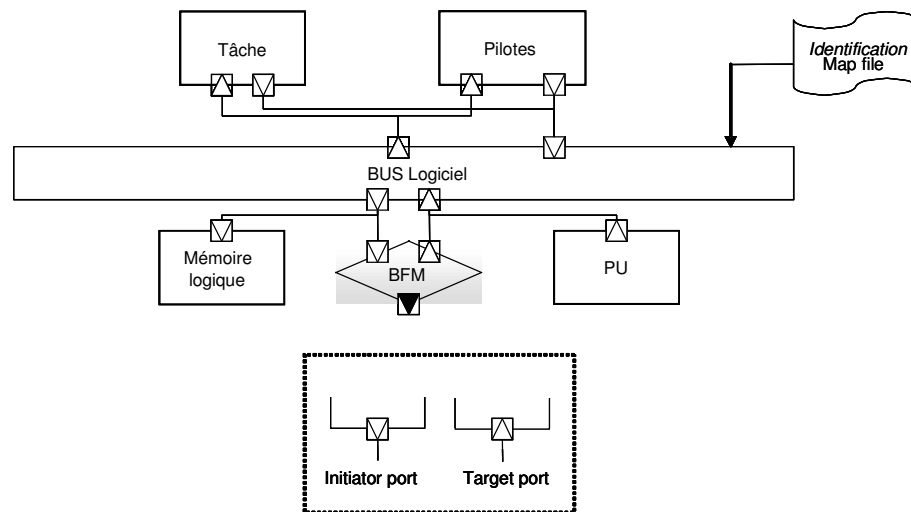 Tâche
Pilotes
Identification
Map file
BUS Logiciel
Mémoire
logique
BFM
PU
Initiator port
Target port